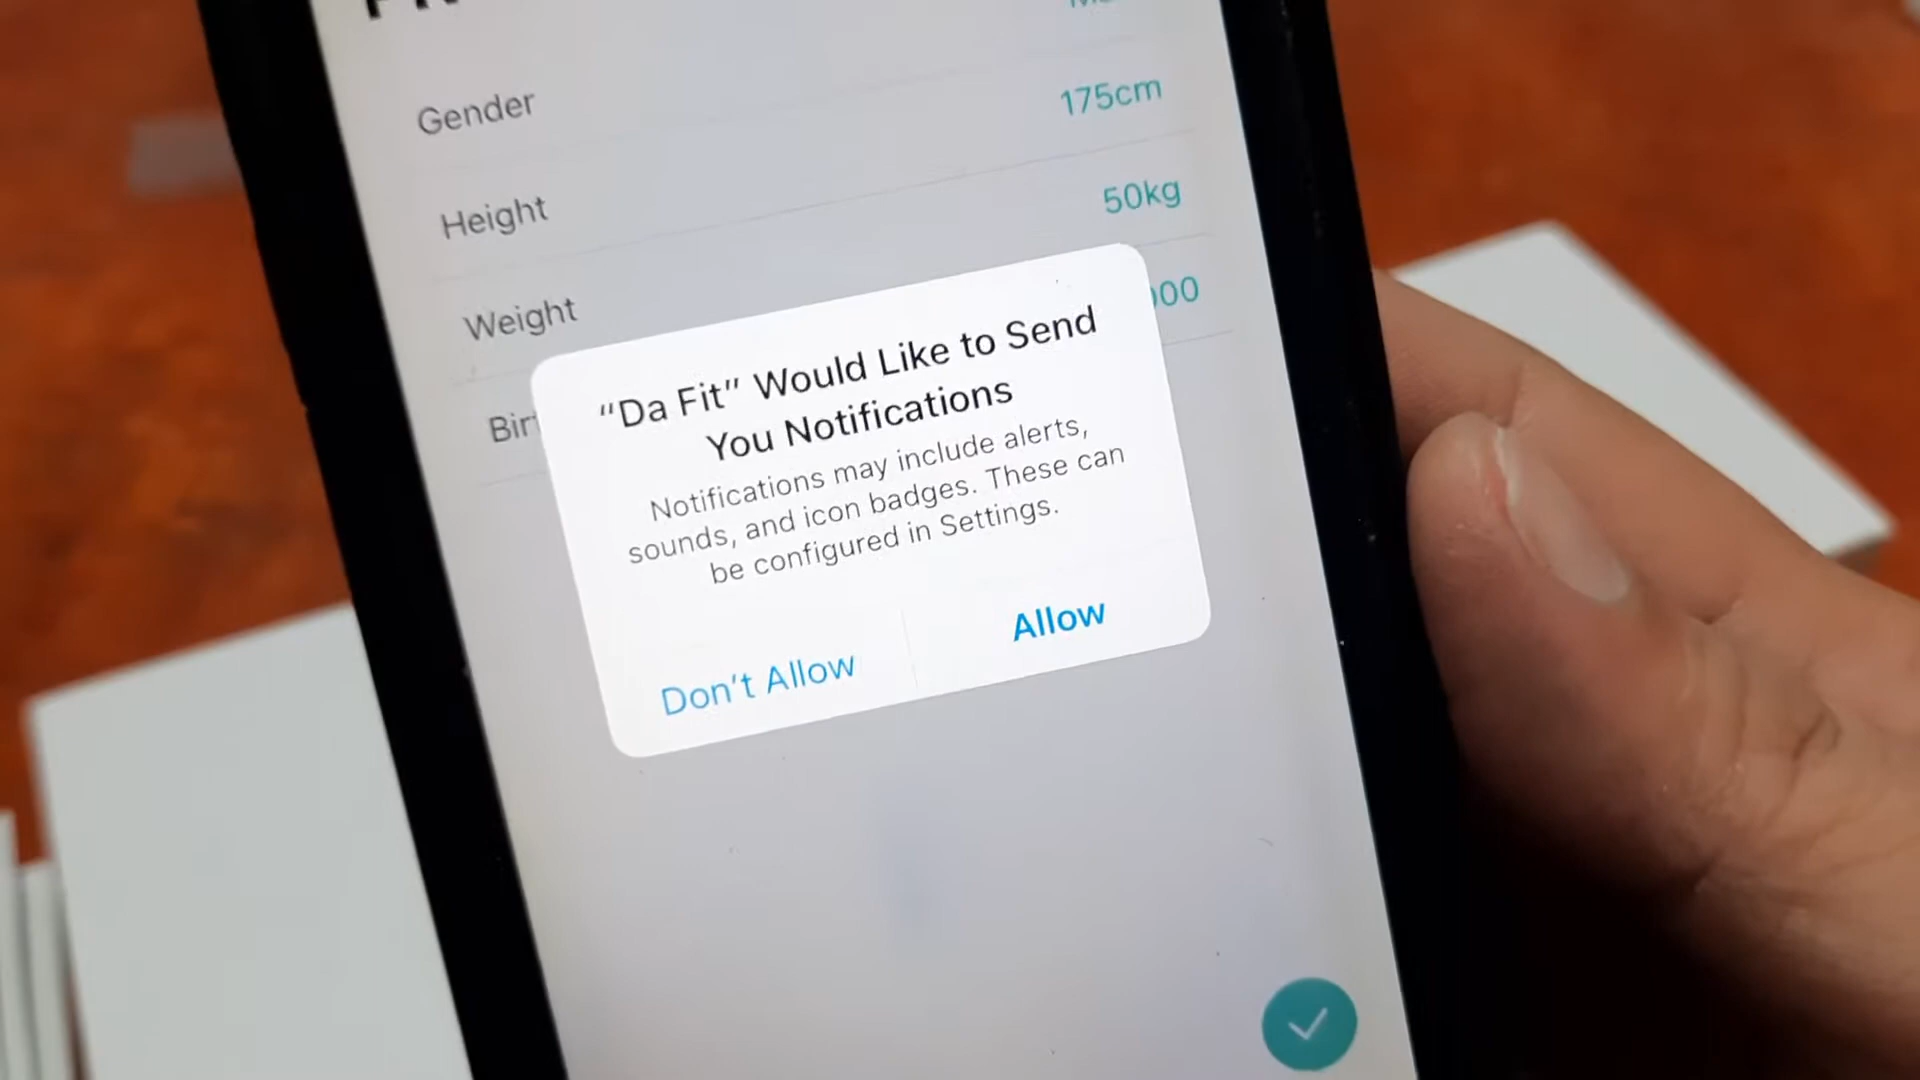 Gender
175cm
Height
50kg
Weight
"Da Fit" Would Like to Send
You Notifications
Notifications may include alerts,
sounds, and icon badges. These can
be configured in Settings.
Don't Allow
Allow